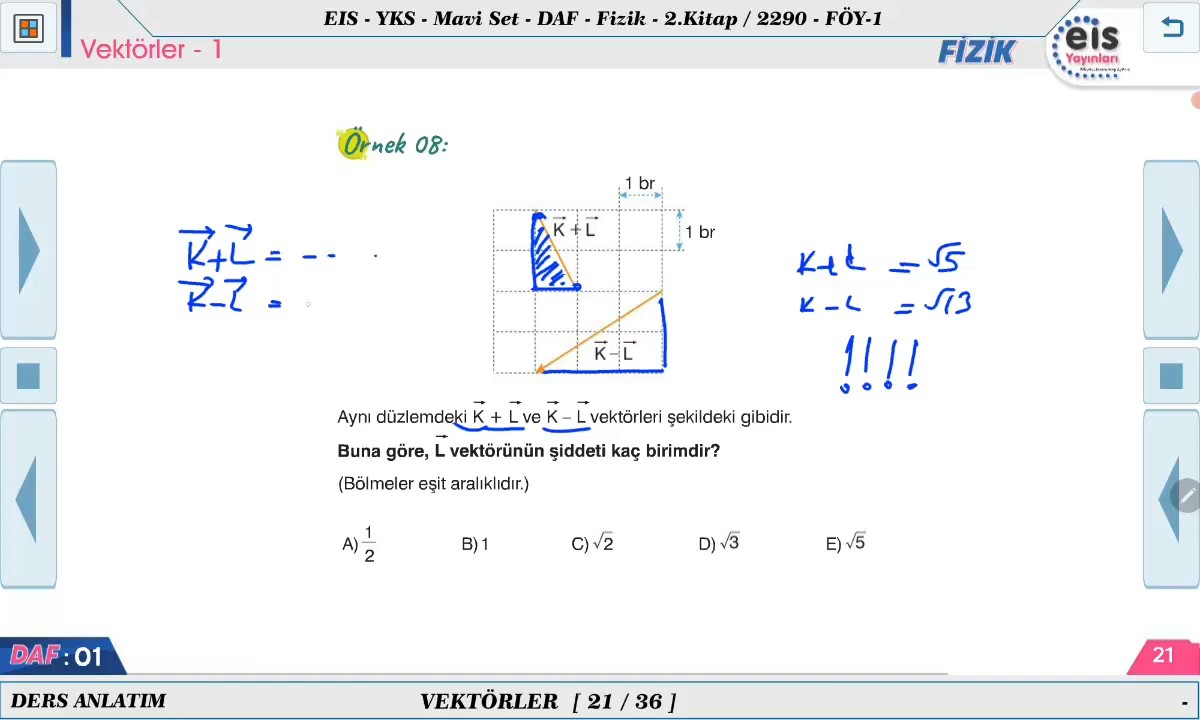 EIS - YKS - Mavi Set - DAF - Fizik - 2.Kitap / 2290 - FÖY-1
Vektörler - 1
FİZİK
eis
Yayınları
Örnek 08:
1 br
K + L
1 br
K + L = - -
K - L =
K + L = √5
K - L = √13
! ! ! !
K – L
Aynı düzlemdeki K + L ve K – L vektörleri şekildeki gibidir.
Buna göre, L vektörünün şiddeti kaç birimdir?
(Bölmeler eşit aralıklıdır.)
A) 1/2 B) 1 C) √2 D) √3 E) √5
DAF : 01
21
DERS ANLATIM VEKTÖRLER [ 21 / 36 ] -